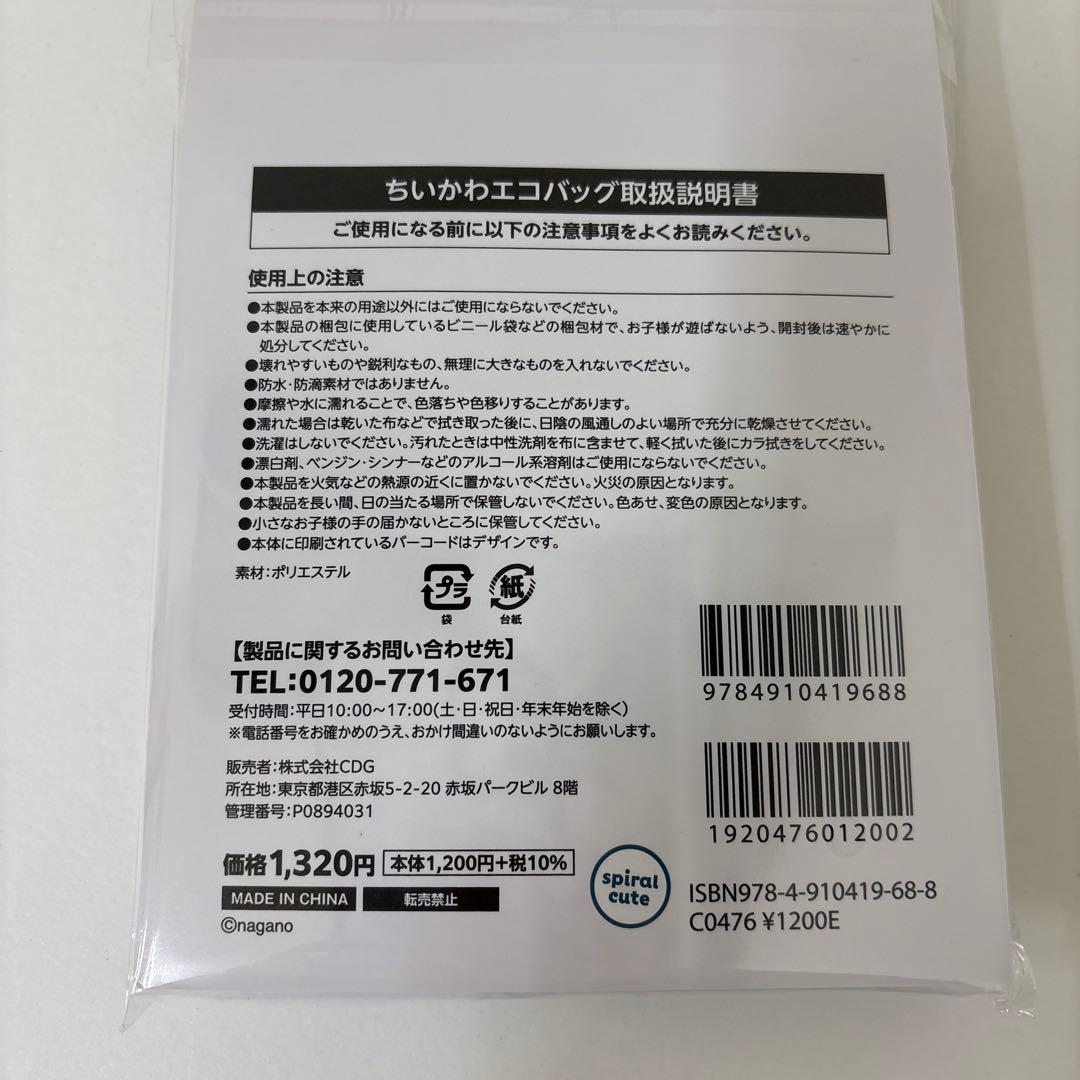 ちいかわエコバッグ取扱説明書
ご使用になる前に以下の注意事項をよくお読みください。
使用上の注意
●本製品を本来の用途以外にはご使用にならないでください。
●本製品の梱包に使用しているビニール袋などの梱包材で、お子様が遊ばないよう、開封後は速やかに
処分してください。
●壊れやすいものや鋭利なもの、無理に大きなものを入れないでください。
●防水・防滴素材ではありません。
●摩擦や水に濡れることで、色落ちや色移りすることがあります。
●濡れた場合は乾いた布などで拭き取った後に、日陰の風通しのよい場所で充分に乾燥させてください。
●洗濯はしないでください。汚れたときは中性洗剤を布に含ませて、軽く拭いた後にカラ拭きをしてください。
●漂白剤、ベンジン・シンナーなどのアルコール系溶剤はご使用にならないでください。
●本製品を火気などの熱源の近くに置かないでください。火災の原因となります。
●本製品を長い間、日の当たる場所で保管しないでください。色あせ、変色の原因となります。
●小さなお子様の手の届かないところに保管してください。
●本体に印刷されているバーコードはデザインです。
素材:ポリエステル
プラ
袋
紙
台紙
【製品に関するお問い合わせ先】
TEL:0120-771-671
受付時間:平日10:00〜17:00(土・日・祝日・年末年始を除く)
※電話番号をお確かめのうえ、おかけ間違いのないようにお願いします。
販売者:株式会社CDG
所在地:東京都港区赤坂5-2-20 赤坂パークビル 8階
管理番号:P0894031
価格1,320円 本体1,200円+税10%
MADE IN CHINA 転売禁止
©nagano
spiral
cute
9784910419688
1920476012002
ISBN978-4-910419-68-8
C0476 ¥1200E